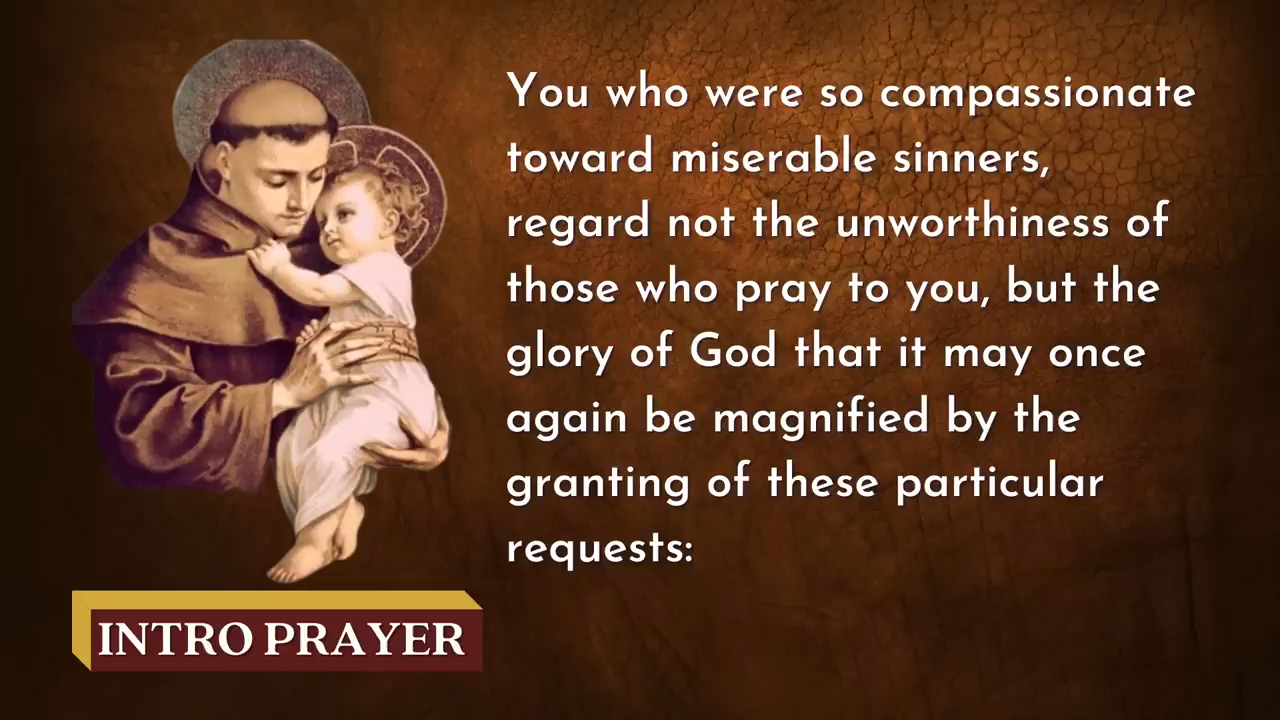 You who were so compassionate
toward miserable sinners,
regard not the unworthiness of
those who pray to you, but the
glory of God that it may once
again be magnified by the
granting of these particular
requests:
INTRO PRAYER